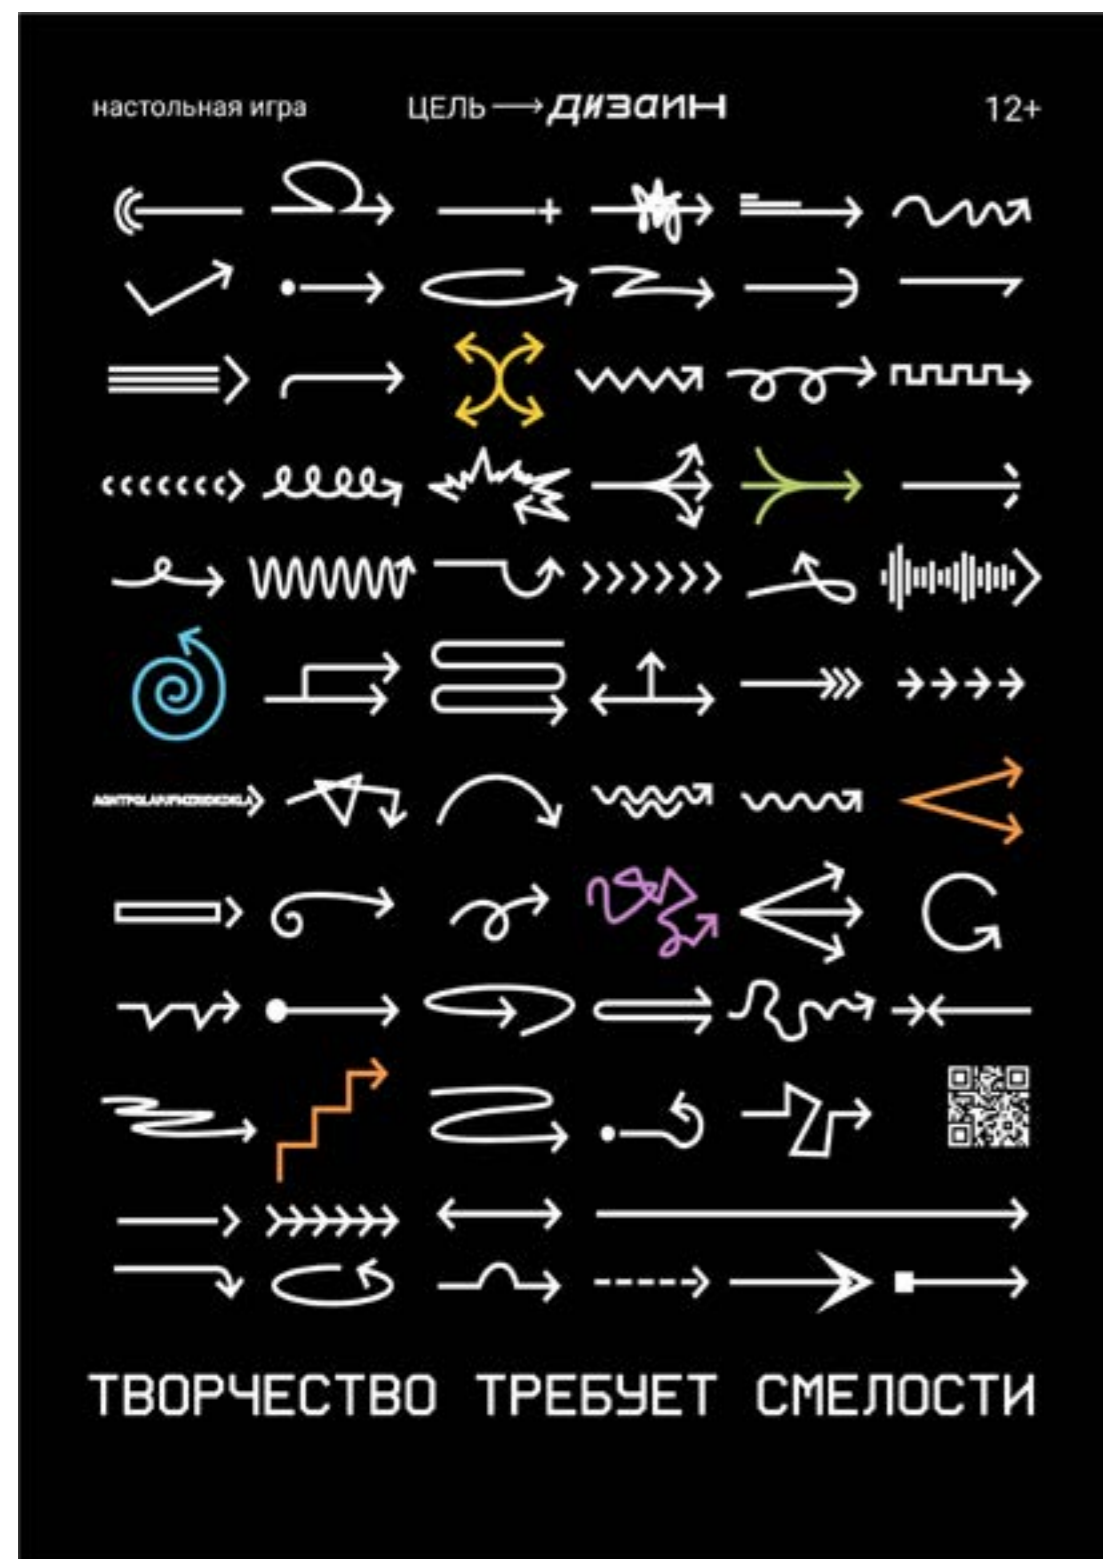 настольная игра
ЦЕЛЬ → дизайн
12+
ТВОРЧЕСТВО ТРЕБУЕТ СМЕЛОСТИ